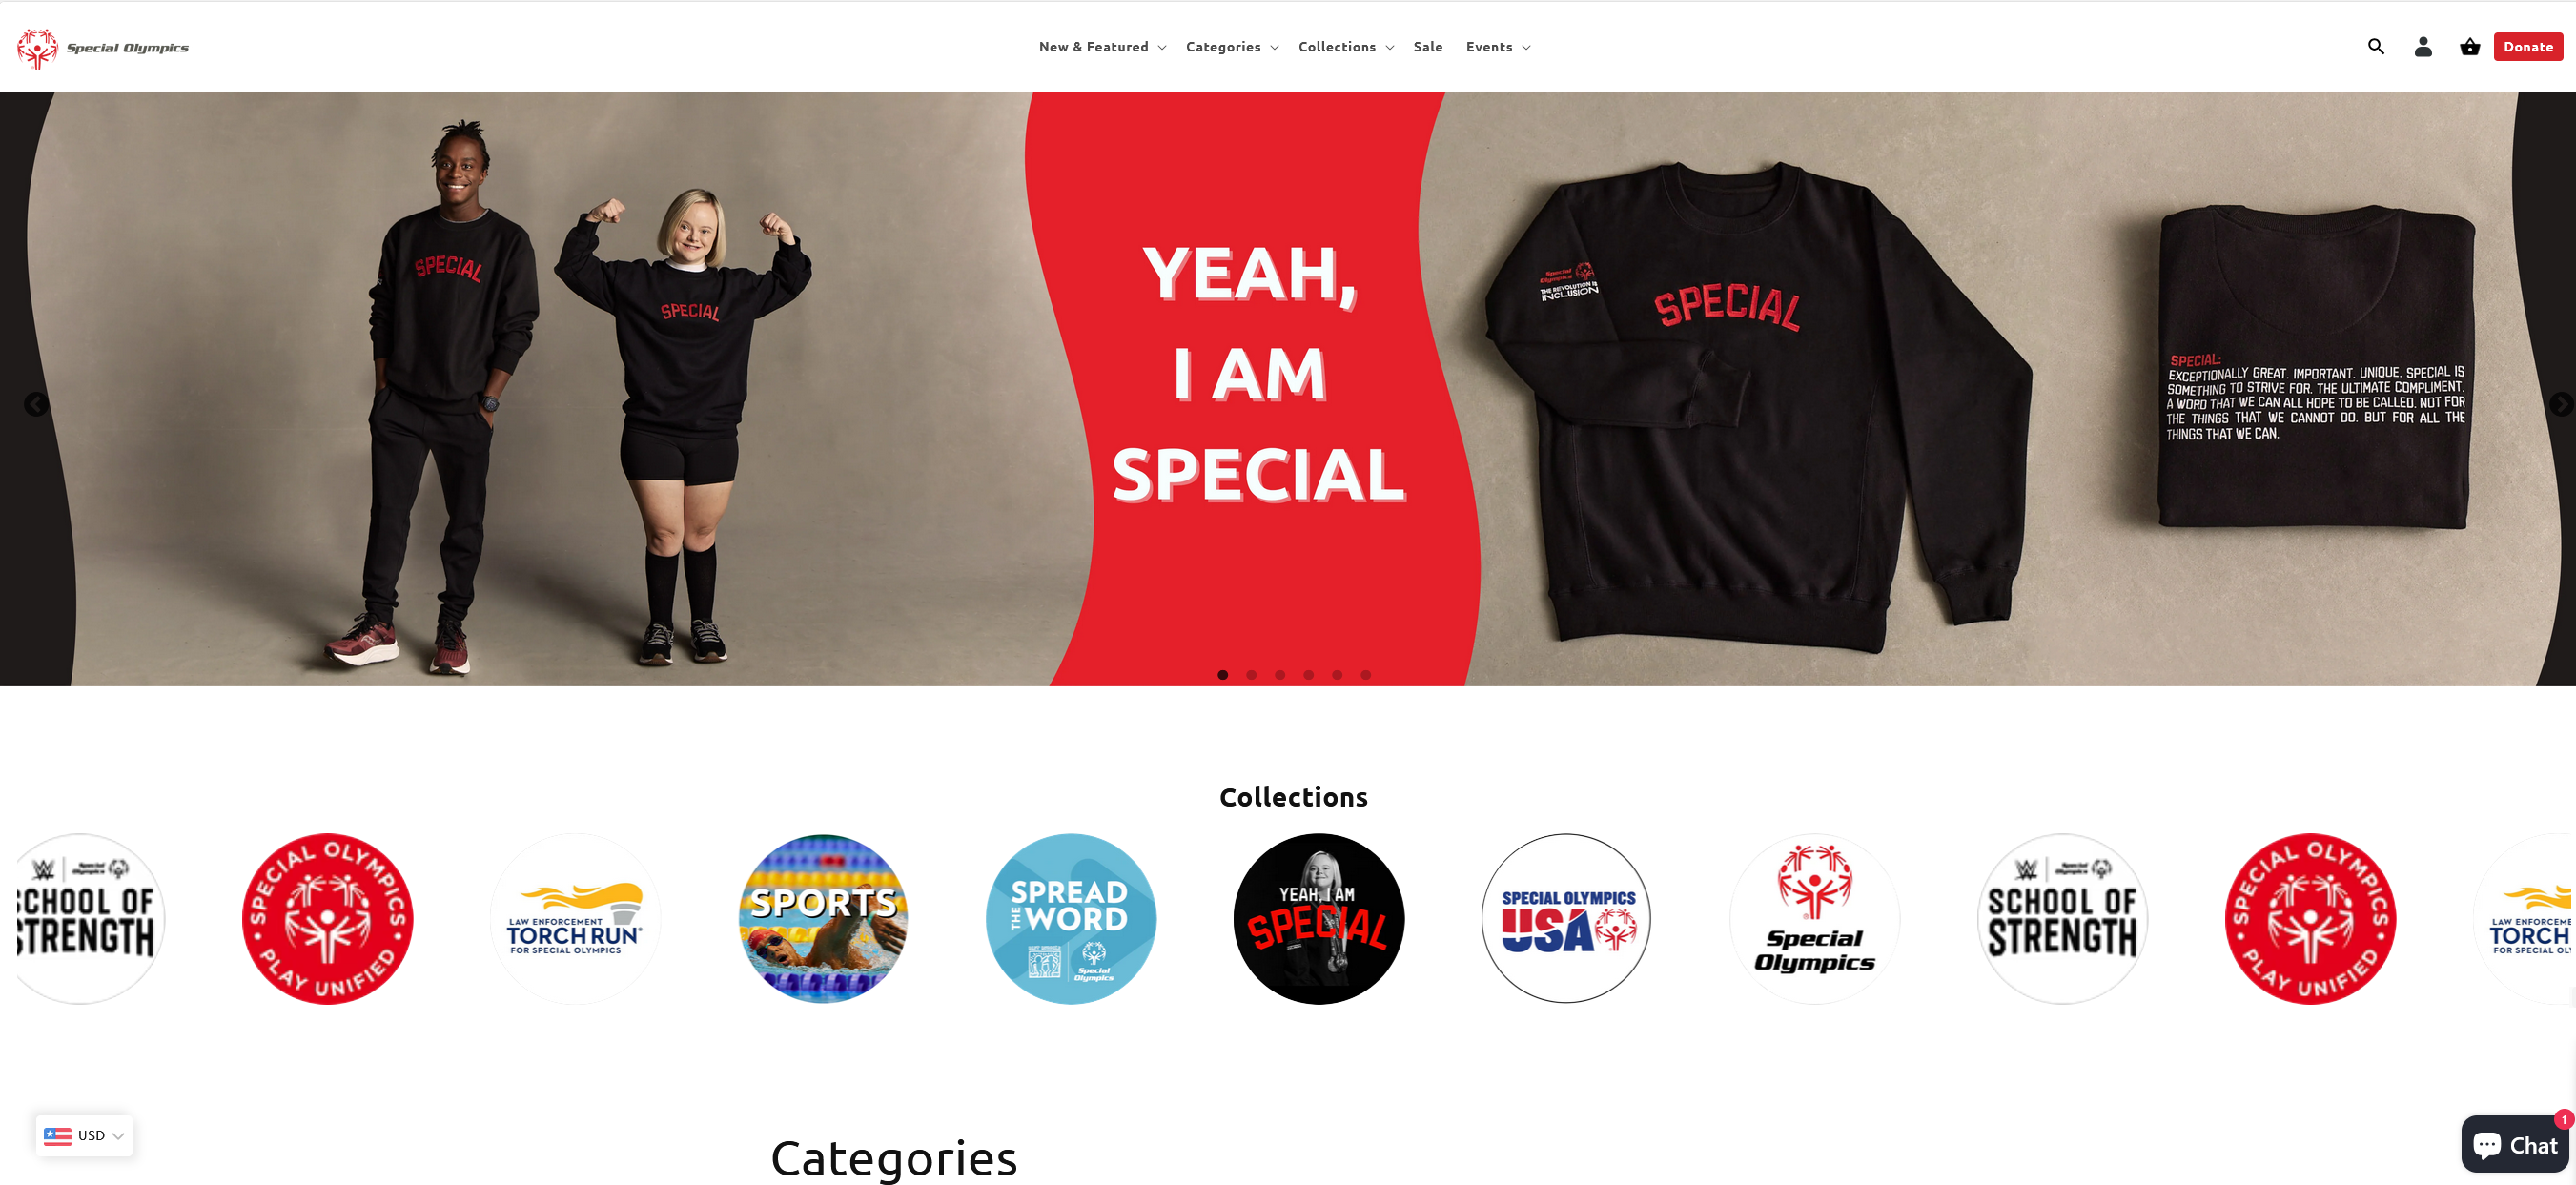 Special Olympics
New & Featured
Categories
Collections
Sale
Events
Donate
SPECIAL
SPECIAL
YEAH,
I AM
SPECIAL
Special
Olympics
THE REVOLUTION IS
INCLUSION
SPECIAL
SPECIAL:
EXCEPTIONALLY GREAT. IMPORTANT. UNIQUE. SPECIAL IS
SOMETHING TO STRIVE FOR. THE ULTIMATE COMPLIMENT.
A WORD THAT WE CAN ALL HOPE TO BE CALLED. NOT FOR
THE THINGS THAT WE CANNOT DO. BUT FOR ALL THE
THINGS THAT WE CAN.
Collections
W Special Olympics
SCHOOL OF
STRENGTH
SPECIAL OLYMPICS
• PLAY UNIFIED •
LAW ENFORCEMENT
TORCH RUN®
FOR SPECIAL OLYMPICS
SPORTS
SPREAD
THE WORD
BEST BUDDIES
Special
Olympics
YEAH, I AM
SPECIAL
SPECIAL OLYMPICS
USA
Special
Olympics
W Special Olympics
SCHOOL OF
STRENGTH
SPECIAL OLYMPICS
• PLAY UNIFIED •
LAW ENFORCEME
TORCH
FOR SPECIAL OL
USD
Categories
1
Chat